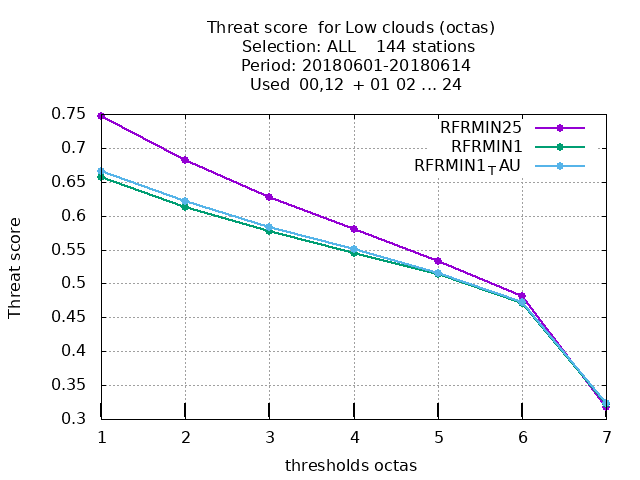 Threat score  for Low clouds (octas)
Selection: ALL    144 stations
Period: 20180601-20180614
Used  00,12  + 01 02 ... 24
0.75
0.7
0.65
0.6
0.55
0.5
0.45
0.4
0.35
0.3
Threat score
RFRMIN25
RFRMIN1
RFRMIN1TAU
1 2 3 4 5 6 7
thresholds octas